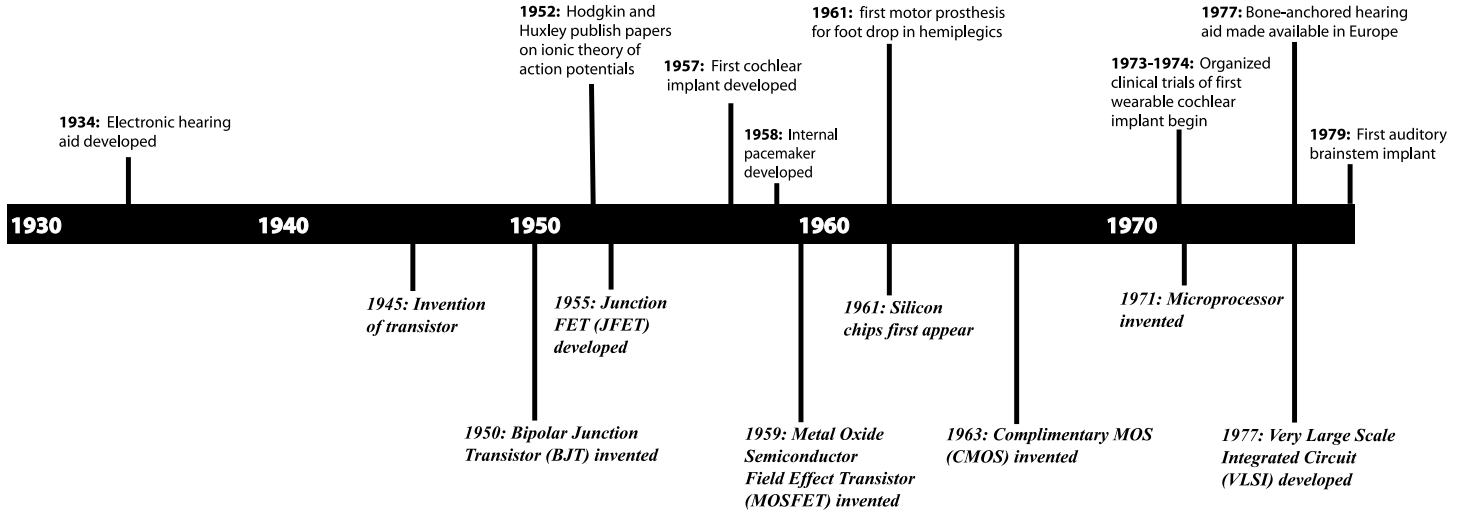 1934: Electronic hearing
aid developed
1952: Hodgkin and
Huxley publish papers
on ionic theory of
action potentials
1957: First cochlear
implant developed
1958: Internal
pacemaker
developed
1961: first motor prosthesis
for foot drop in hemiplegics
1973-1974: Organized
clinical trials of first
wearable cochlear
implant begin
1977: Bone-anchored hearing
aid made available in Europe
1979: First auditory
brainstem implant
1930 1940 1950 1960 1970
1945: Invention
of transistor
1950: Bipolar Junction
Transistor (BJT) invented
1955: Junction
FET (JFET)
developed
1959: Metal Oxide
Semiconductor
Field Effect Transistor
(MOSFET) invented
1961: Silicon
chips first appear
1963: Complimentary MOS
(CMOS) invented
1971: Microprocessor
invented
1977: Very Large Scale
Integrated Circuit
(VLSI) developed